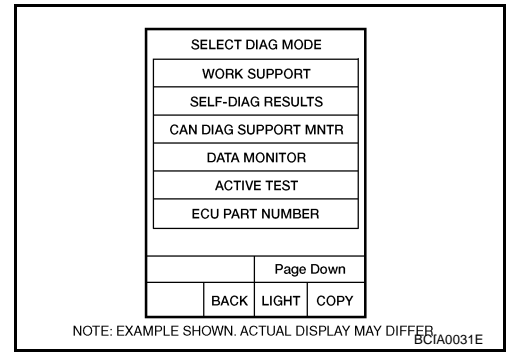 SELECT DIAG MODE
WORK SUPPORT
SELF-DIAG RESULTS
CAN DIAG SUPPORT MNTR
DATA MONITOR
ACTIVE TEST
ECU PART NUMBER
Page Down
BACK LIGHT COPY
NOTE: EXAMPLE SHOWN. ACTUAL DISPLAY MAY DIFFER.
BCIA0031E